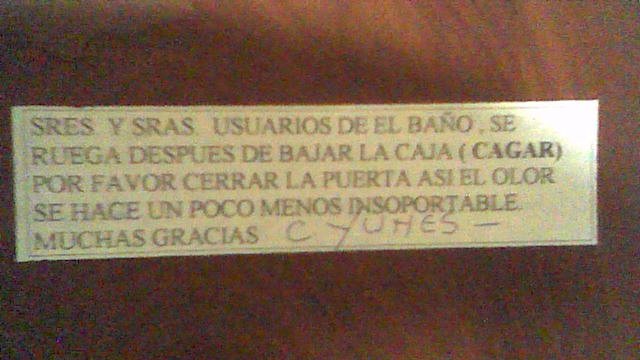 SRES Y SRAS USUARIOS DE EL BAÑO, SE
RUEGA DESPUES DE BAJAR LA CAJA (CAGAR)
POR FAVOR CERRAR LA PUERTA ASI EL OLOR
SE HACE UN POCO MENOS INSOPORTABLE.
MUCHAS GRACIAS